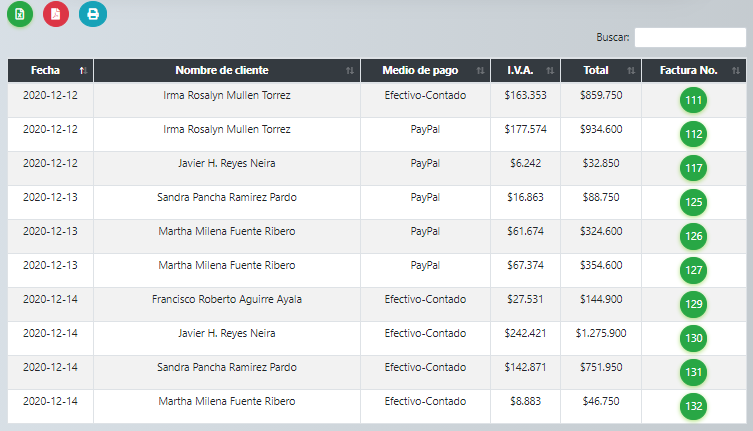 Buscar:
Fecha Nombre de cliente Medio de pago I.V.A. Total Factura No.
2020-12-12 Irma Rosalyn Mullen Torrez Efectivo-Contado $163.353 $859.750 111
2020-12-12 Irma Rosalyn Mullen Torrez PayPal $177.574 $934.600 112
2020-12-12 Javier H. Reyes Neira PayPal $6.242 $32.850 117
2020-12-13 Sandra Pancha Ramirez Pardo PayPal $16.863 $88.750 125
2020-12-13 Martha Milena Fuente Ribero PayPal $61.674 $324.600 126
2020-12-13 Martha Milena Fuente Ribero PayPal $67.374 $354.600 127
2020-12-14 Francisco Roberto Aguirre Ayala Efectivo-Contado $27.531 $144.900 129
2020-12-14 Javier H. Reyes Neira Efectivo-Contado $242.421 $1.275.900 130
2020-12-14 Sandra Pancha Ramirez Pardo Efectivo-Contado $142.871 $751.950 131
2020-12-14 Martha Milena Fuente Ribero Efectivo-Contado $8.883 $46.750 132